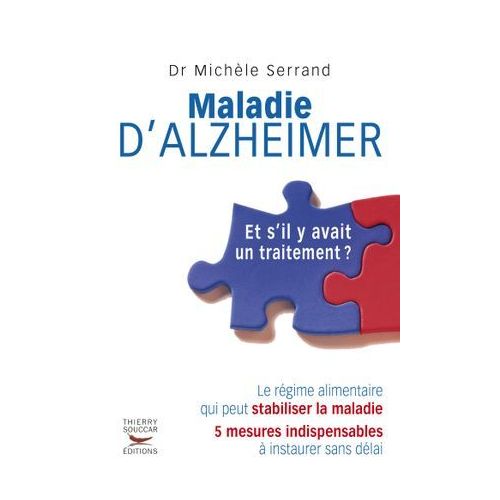 Dr Michèle Serrand
Maladie
D'ALZHEIMER
Et s'il y avait
un traitement ?
Le régime alimentaire
qui peut stabiliser la maladie
5 mesures indispensables
à instaurer sans délai
THIERRY
SOUCCAR
ÉDITIONS